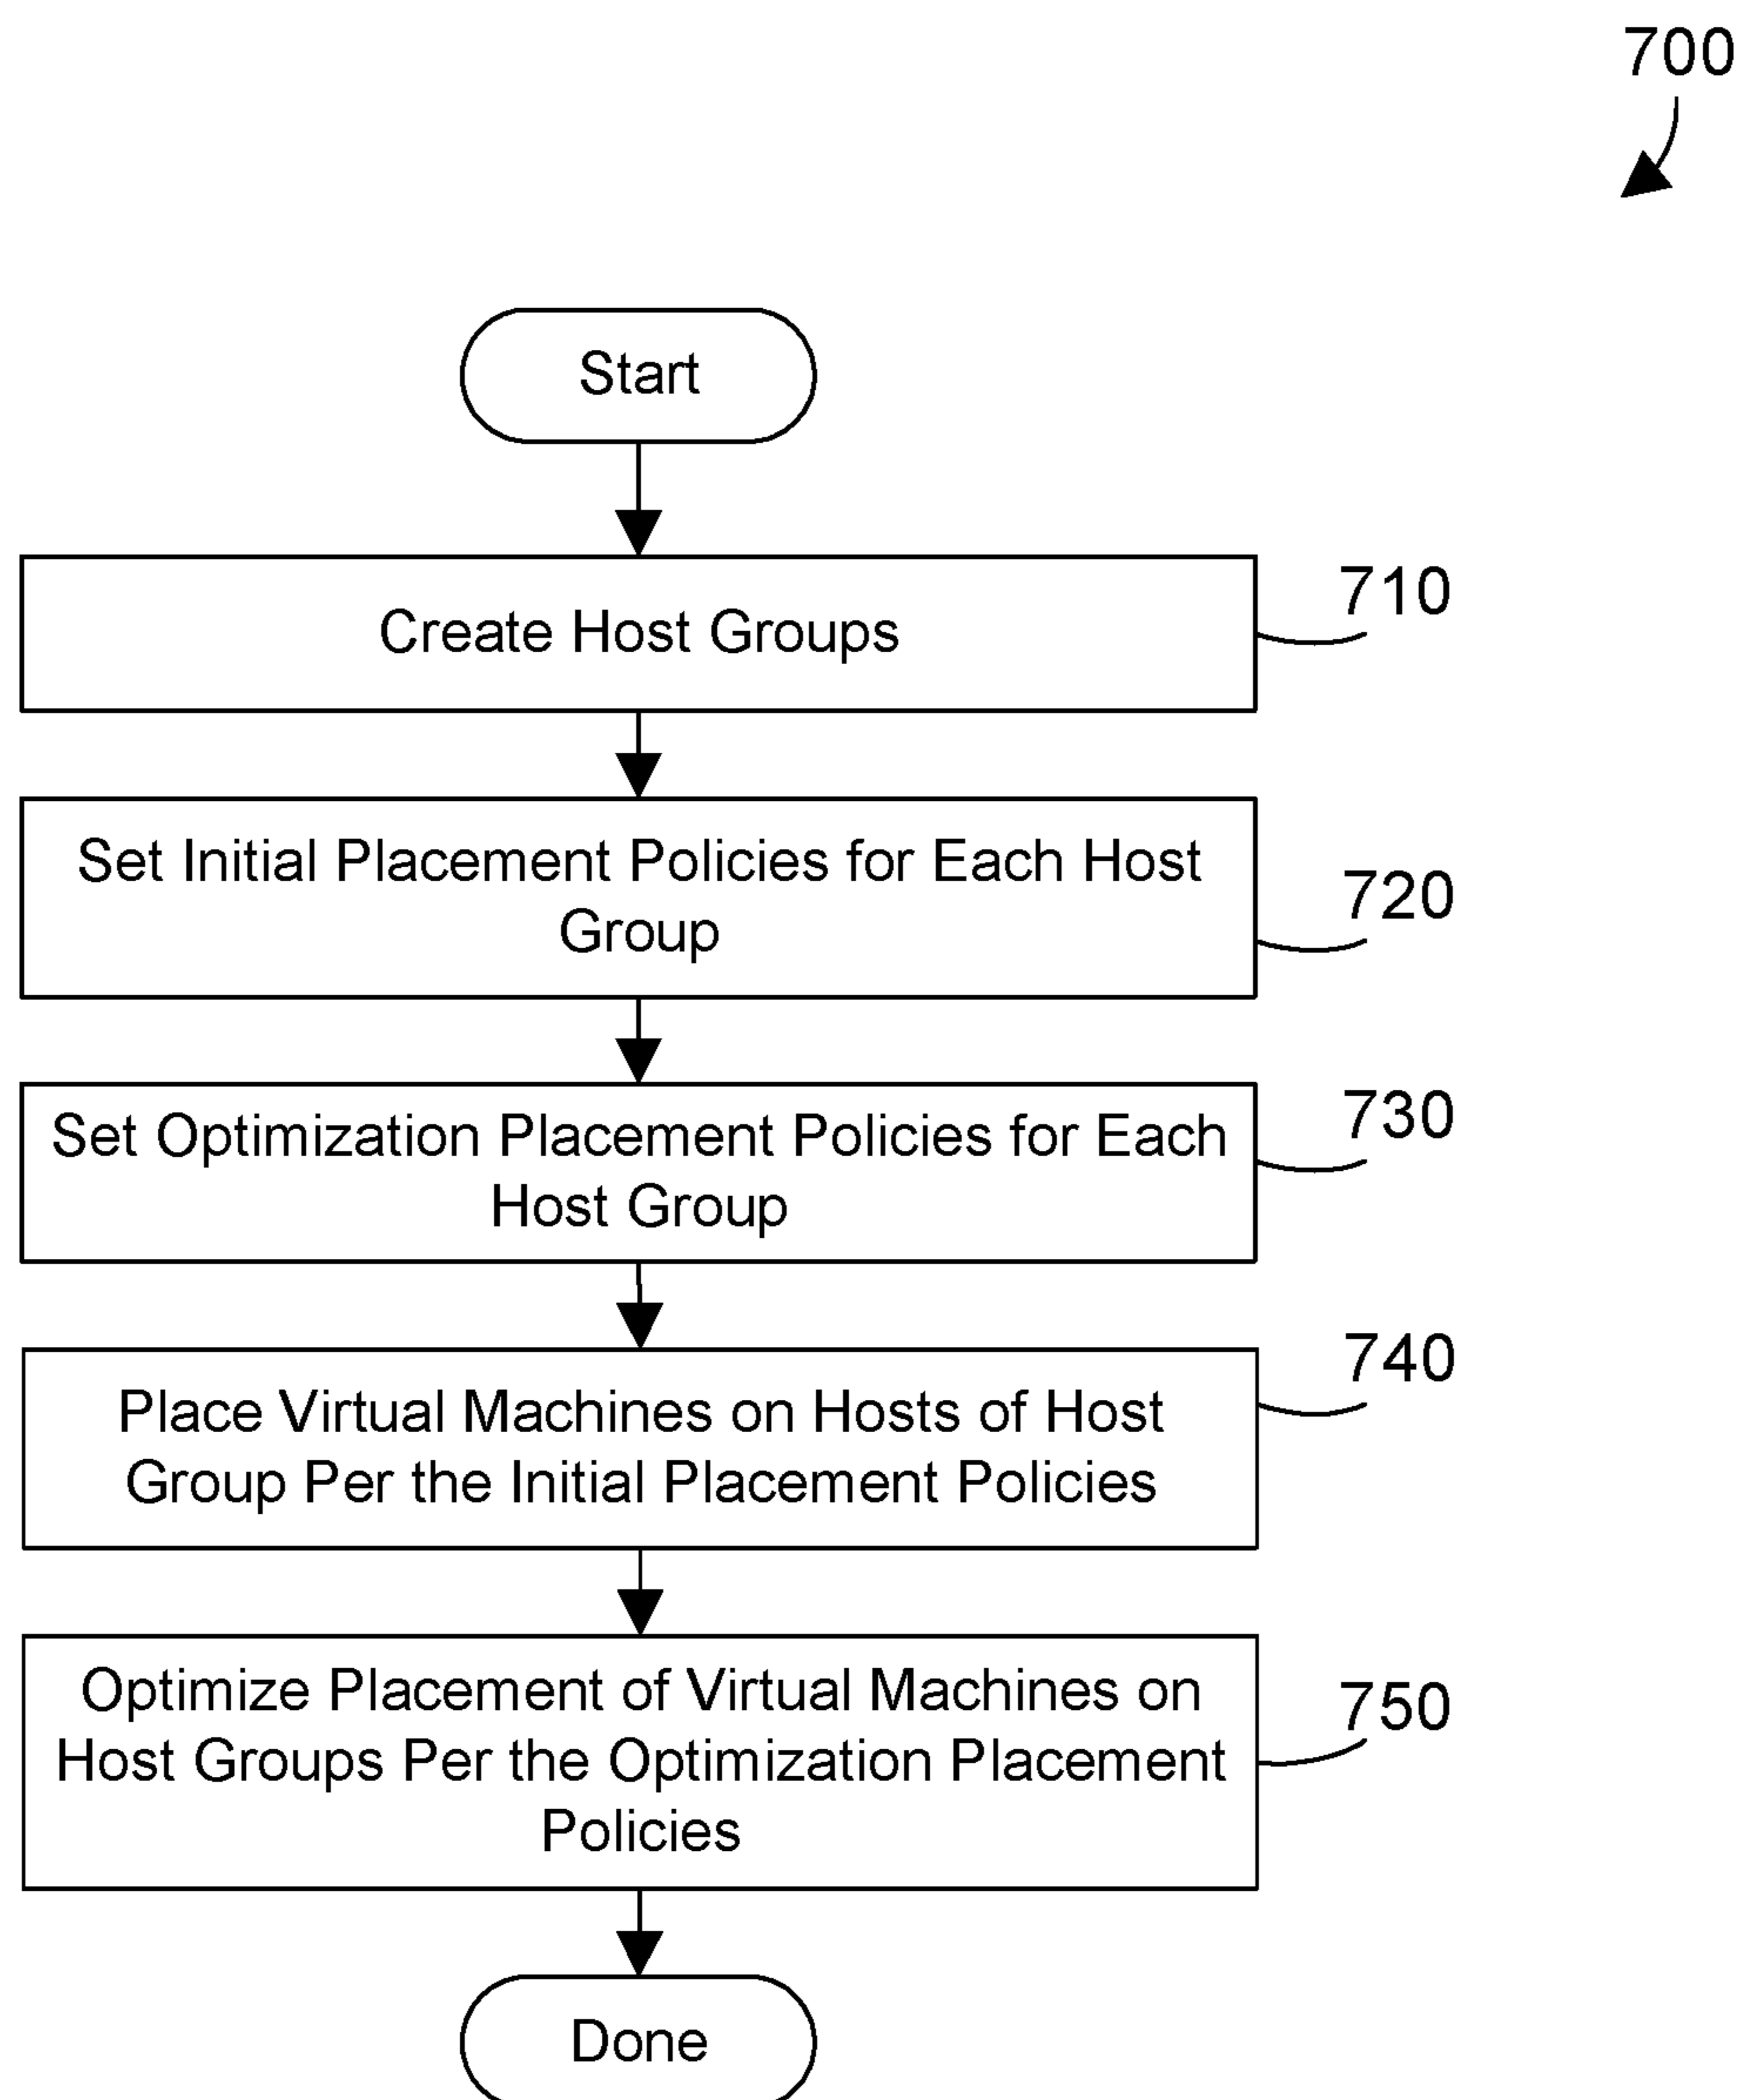 700
Start
Create Host Groups
710
Set Initial Placement Policies for Each Host
Group
720
Set Optimization Placement Policies for Each
Host Group
730
Place Virtual Machines on Hosts of Host
Group Per the Initial Placement Policies
740
Optimize Placement of Virtual Machines on
Host Groups Per the Optimization Placement
Policies
750
Done